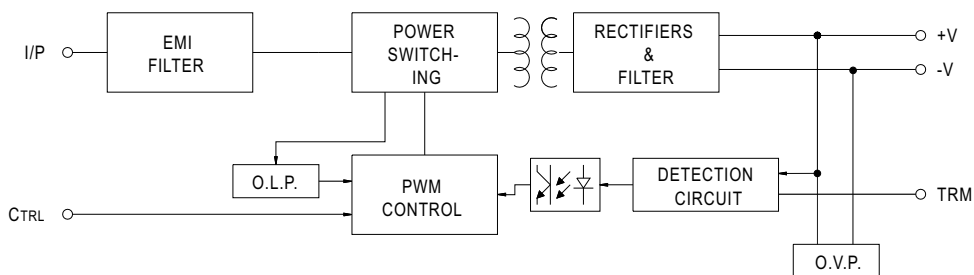 I/P
EMI
FILTER
POWER
SWITCH-
ING
RECTIFIERS
&
FILTER
+V
-V
O.L.P.
PWM
CONTROL
DETECTION
CIRCUIT
TRM
CTRL
O.V.P.